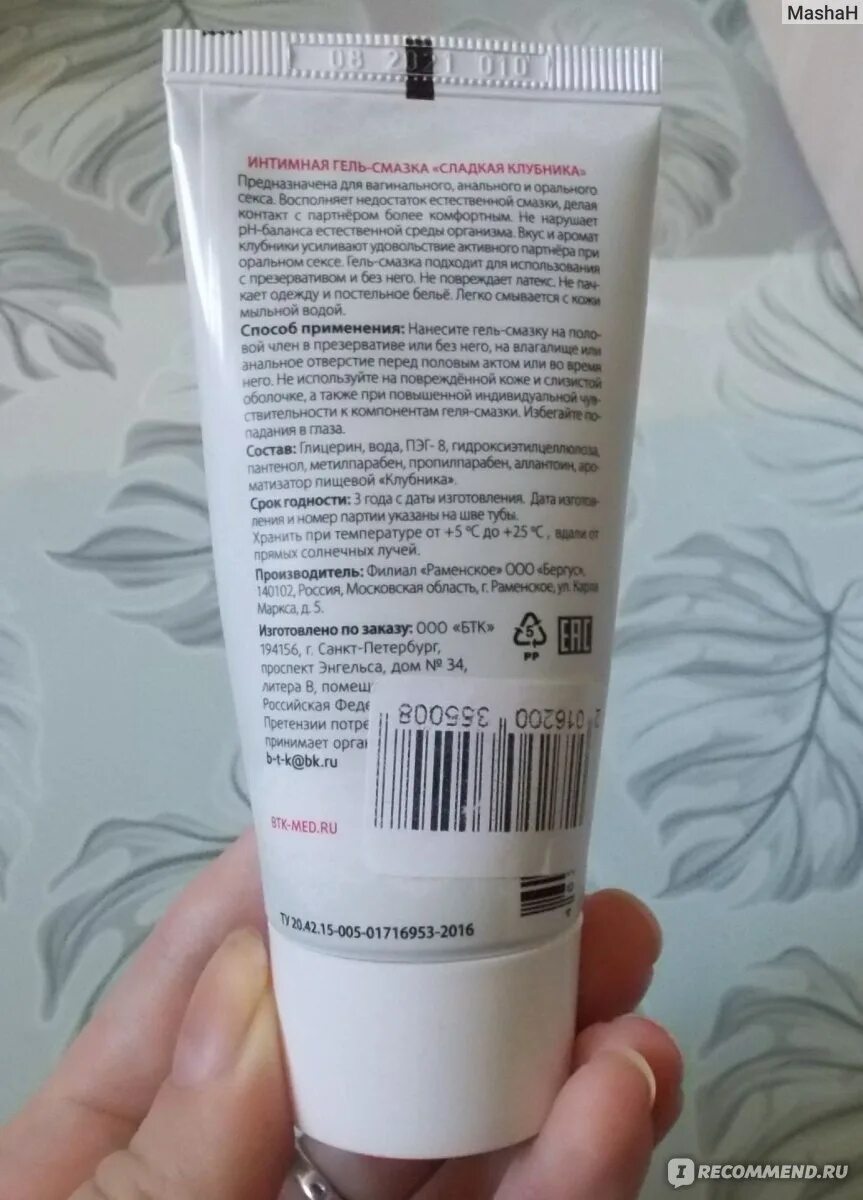 MashaH
08 2021 010
ИНТИМНАЯ ГЕЛЬ-СМАЗКА «СЛАДКАЯ КЛУБНИКА»
Предназначена для вагинального, анального и орального
секса. Восполняет недостаток естественной смазки, делая
контакт с партнёром более комфортным. Не нарушает
pH-баланса естественной среды организма. Вкус и аромат
клубники усиливают удовольствие активного партнёра при
оральном сексе. Гель-смазка подходит для использования
с презервативом и без него. Не повреждает латекс. Не пач-
кает одежду и постельное бельё. Легко смывается с кожи
мыльной водой.
Способ применения: Нанесите гель-смазку на поло-
вой член в презервативе или без него, на влагалище или
анальное отверстие перед половым актом или во время
него. Не используйте на повреждённой коже и слизистой
оболочке, а также при повышенной индивидуальной чув-
ствительности к компонентам геля-смазки. Избегайте по-
падания в глаза.
Состав: Глицерин, вода, ПЭГ- 8, гидроксиэтилцеллюлоза,
пантенол, метилпарабен, пропилпарабен, аллантоин, аро-
матизатор пищевой «Клубника».
Срок годности: 3 года с даты изготовления. Дата изготов-
ления и номер партии указаны на шве тубы.
Хранить при температуре от +5 °С до +25 °С , вдали от
прямых солнечных лучей.
Производитель: Филиал «Раменское» ООО «Бергус»,
140102, Россия, Московская область, г. Раменское, ул. Карла
Маркса, д. 5.
Изготовлено по заказу: ООО «БТК»
194156, г. Санкт-Петербург,
проспект Энгельса, дом № 34,
литера В, помещ
Российская Феде
Претензии потре
принимает орга
b-t-k@bk.ru
5
PP
EAC
2 016200 355008
BTK-MED.RU
ТУ 20.42.15-005-01716953-2016
I RECOMMEND.RU